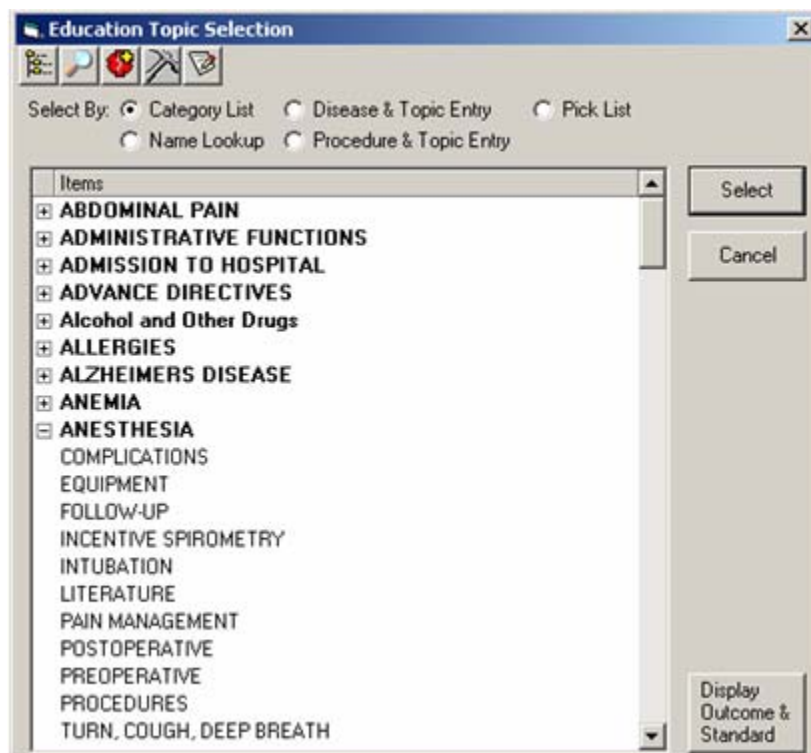 Education Topic Selection
Select By: Category List Disease & Topic Entry Pick List
Name Lookup Procedure & Topic Entry
Items
Select
ABDOMINAL PAIN
ADMINISTRATIVE FUNCTIONS
Cancel
ADMISSION TO HOSPITAL
ADVANCE DIRECTIVES
Alcohol and Other Drugs
ALLERGIES
ALZHEIMERS DISEASE
ANEMIA
ANESTHESIA
COMPLICATIONS
EQUIPMENT
FOLLOW-UP
INCENTIVE SPIROMETRY
INTUBATION
LITERATURE
PAIN MANAGEMENT
POSTOPERATIVE
PREOPERATIVE
PROCEDURES
TURN, COUGH, DEEP BREATH
Display
Outcome &
Standard